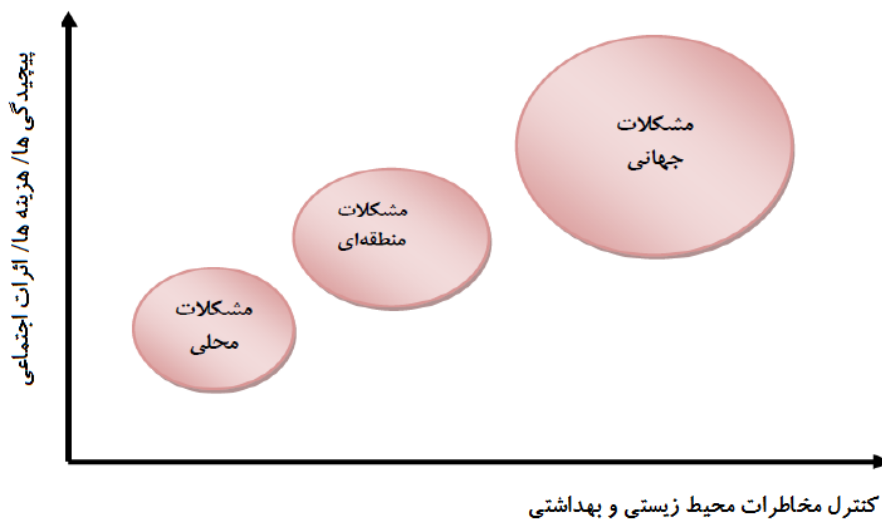 پیچیدگی ها/ هزینه ها/ اثرات اجتماعی
مشکلات
جهانی
مشکلات
منطقه‌ای
مشکلات
محلی
کنترل مخاطرات محیط زیستی و بهداشتی